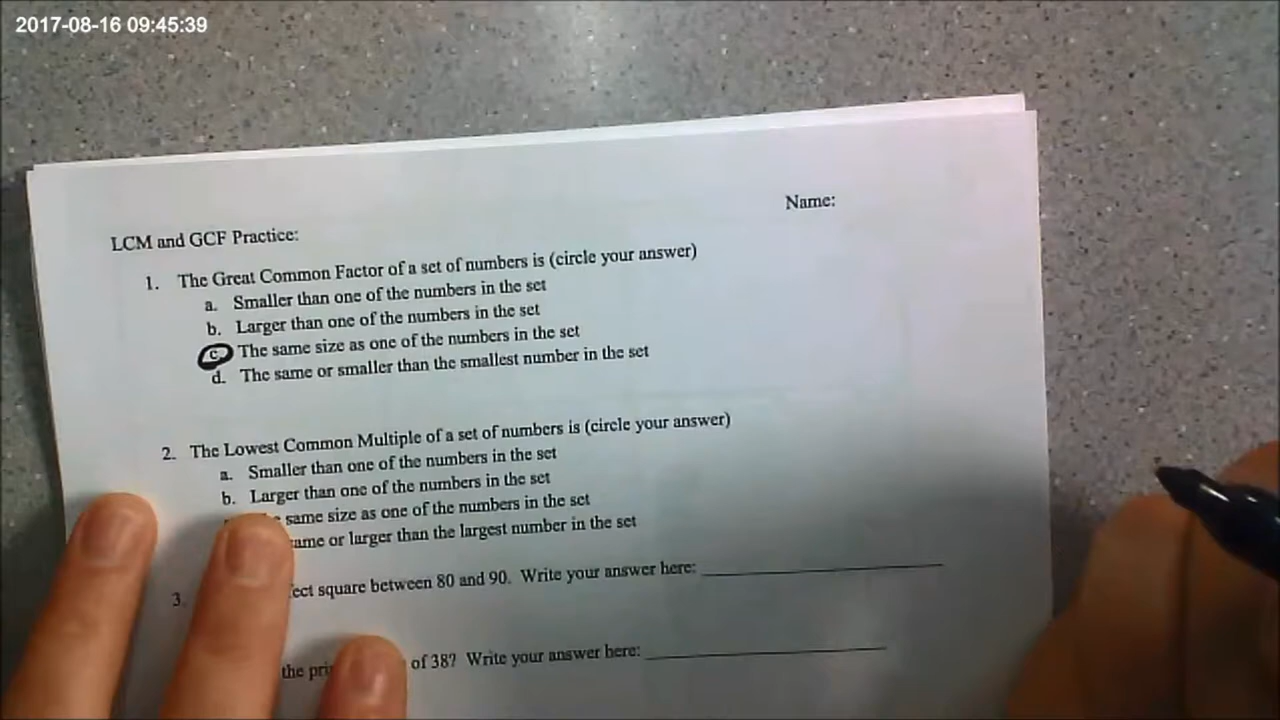 2017-08-16 09:45:39
Name:
LCM and GCF Practice:
1. The Great Common Factor of a set of numbers is (circle your answer)
a. Smaller than one of the numbers in the set
b. Larger than one of the numbers in the set
c. The same size as one of the numbers in the set
d. The same or smaller than the smallest number in the set
2. The Lowest Common Multiple of a set of numbers is (circle your answer)
a. Smaller than one of the numbers in the set
b. Larger than one of the numbers in the set
same size as one of the numbers in the set
or larger than the largest number in the set
3. square between 80 and 90. Write your answer here:
the of 38? Write your answer here: